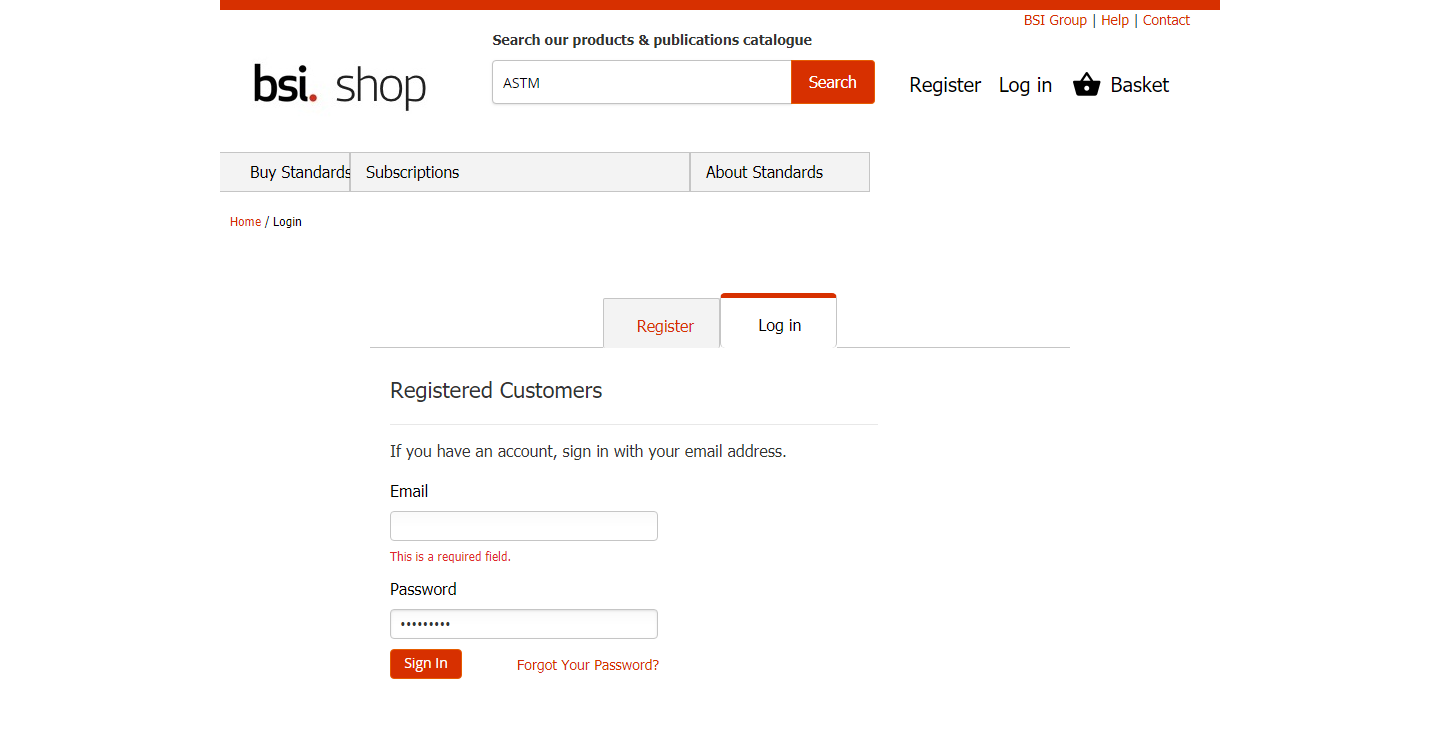 BSI Group | Help | Contact
Search our products & publications catalogue
bsi. shop
ASTM
Search
Register
Log in
Basket
Buy Standards
Subscriptions
About Standards
Home / Login
Register
Log in
Registered Customers
If you have an account, sign in with your email address.
Email
This is a required field.
Password
•••••••••
Sign In
Forgot Your Password?